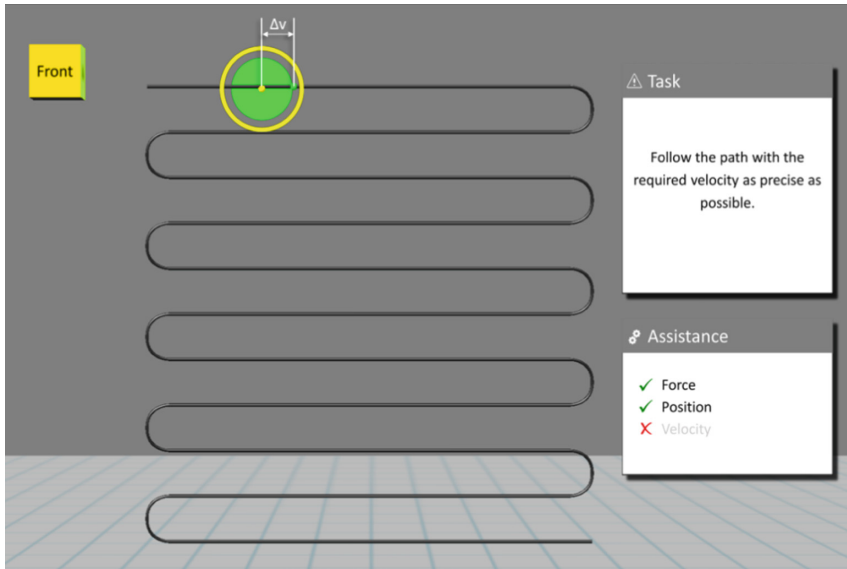 Δv
Front
Task
Follow the path with the
required velocity as precise as
possible.
Assistance
✓ Force
✓ Position
✗ Velocity